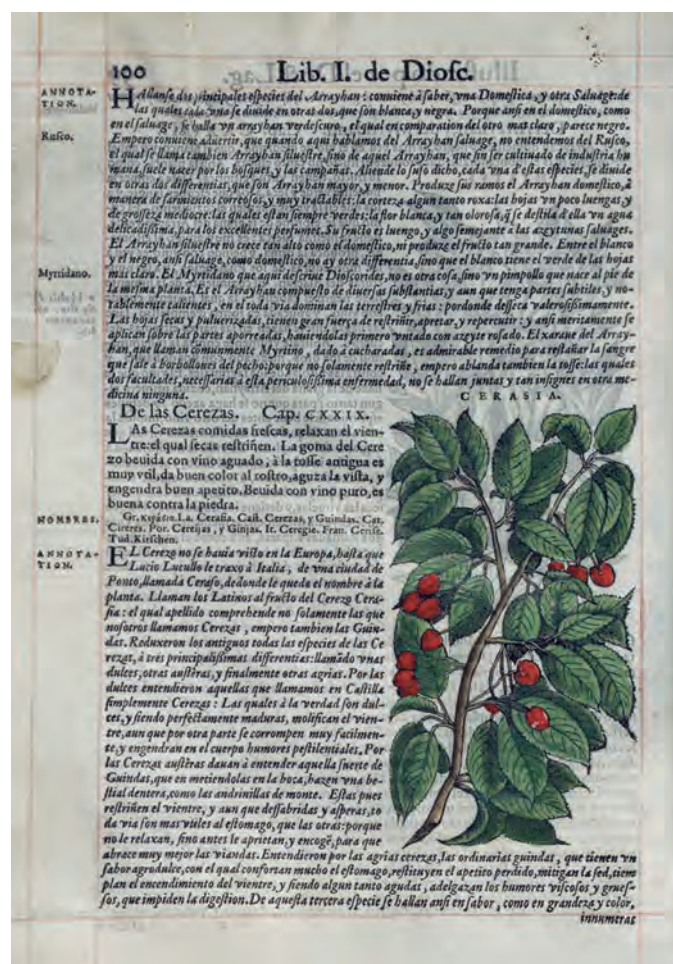 100 Lib. I. de Diosc.
ANNOTA-
TION.
HAllanse dos principales especies del Arrayhan: conuiene à saber, vna Domestica, y otra Saluage: de
las quales cada vna se diuide en otras dos, que son blanca, y negra. Porque ansi en el domestico, como
en el saluage, se halla vn arrayhan verdescuro, el qual en comparation del otro mas claro, parece negro.
Rusco.
Empero conuiene aduertir, que quando aqui hablamos del Arrayhan saluage, no entendemos del Rusco,
el qual se llama tambien Arrayhan siluestre, sino de aquel Arrayhan, que sin ser cultiuado de industria hu
mana, suele nacer por los bosques, y las campañas. Allende lo suso dicho, cada vna d'estas especies, se diuide
en otras dos differentias, que son Arrayhan mayor, y menor. Produze sus ramos el Arrayhan domestico, à
manera de sarmientos correosos, y muy tractables: la corteza algun tanto roxa: las hojas vn poco luengas, y
de grosseza mediocre: las quales estan siempre verdes: la flor blanca, y tan olorosa, q̃ se destila d'ella vn agua
delicadissima, para los excellentes perfumes. Su fructo es luengo, y algo semejante a las azeytunas saluages.
El Arrayhan siluestre no crece tan alto como el domestico, ni produze el fructo tan grande. Entre el blanco
y el negro, ansi saluage, como domestico, no ay otra differentia, sino que el blanco tiene el verde de las hojas
Myrtidano.
mas claro. El Myrtidano que aqui descriue Dioscorides, no es otra cosa, sino vn pimpollo que nace al pie de
la mesma planta. Es el Arrayhan compuesto de diuersas substantias, y aun que tenga partes subtiles, y no-
tablemente calientes, en el toda via dominan las terrestres y frias: pordonde desseca valerosissimamente.
Las hojas secas y puluerizadas, tienen gran fuerça de restriñir, apretar, y repercutir: y ansi meritamente se
aplican sobre las partes aporreadas, hauiendolas primero vntado con azeyte rosado. El xaraue del Array-
han, que llaman comunmente Myrtino, dado à cucharadas, es admirable remedio para restañar la sangre
que sale à borbollones del pecho: porque no solamente restriñe, empero ablanda tambien la tosse: las quales
dos facultades, necessarias à esta periculosissima enfermedad, no se hallan juntas y tan insignes en otra me-
dicina ninguna.
CERASIA.
De las Cerezas. Cap. CXXIX.
LAs Cerezas comidas frescas, relaxan el vien-
tre: el qual secas restriñen. La goma del Cere
zo beuida con vino aguado, à la tosse antigua es
muy vtil, da buen color al rostro, aguza la vista, y
engendra buen apetito. Beuida con vino puro, es
buena contra la piedra.
NOMBRES.
Gr. Κεράσια. La. Cerasia. Cast. Cerezas, y Guindas. Cat.
Cireres. Por. Cereijas, y Ginjas. It. Ceregie. Fran. Cerise.
Tud. Kirschen.
ANNOTA-
TION.
EL Cerezo no se hauia visto en la Europa, hasta que
Lucio Lucullo le traxo à Italia, de vna ciudad de
Ponto, llamada Ceraso, de donde le quedo el nombre à la
planta. Llaman los Latinos al fructo del Cerezo Cera-
sia: el qual apellido comprehende no solamente las que
nosotros llamamos Cerezas, empero tambien las Guin-
das. Reduxeron los antiguos todas las especies de las Ce
rezas, à tres principalissimas differentias: llamãdo vnas
dulces, otras austèras, y finalmente otras agrias. Por las
dulces entendieron aquellas que llamamos en Castilla
simplemente Cerezas: Las quales à la verdad son dul-
ces, y siendo perfectamente maduras, molifican el vien-
tre, aun que por otra parte se corrompen muy facilmen-
te, y engendran en el cuerpo humores pestilentiales. Por
las Cerezas austèras dauan à entender aquella suerte de
Guindas, que en metiendolas en la boca, hazen vna be-
stial dentera, como las andrinillas de monte. Estas pues
restriñen el vientre, y aun que dessabridas y asperas, to
da via son mas vtiles al estomago, que las otras: porque
no le relaxan, sino antes le aprietan, y encogẽ, para que
abrace muy mejor las viandas. Entendieron por las agrias cerezas, las ordinarias guindas, que tienen vn
sabor agrodulce, con el qual confortan mucho el estomago, restituyen el apetito perdido, mitigan la sed, tiem
plan el encendimiento del vientre, y siendo algun tanto agudas, adelgazan los humores viscosos y grues-
sos, que impiden la digestion. De aquesta tercera especie se hallan ansi en sabor, como en grandeza y color,
innumeras